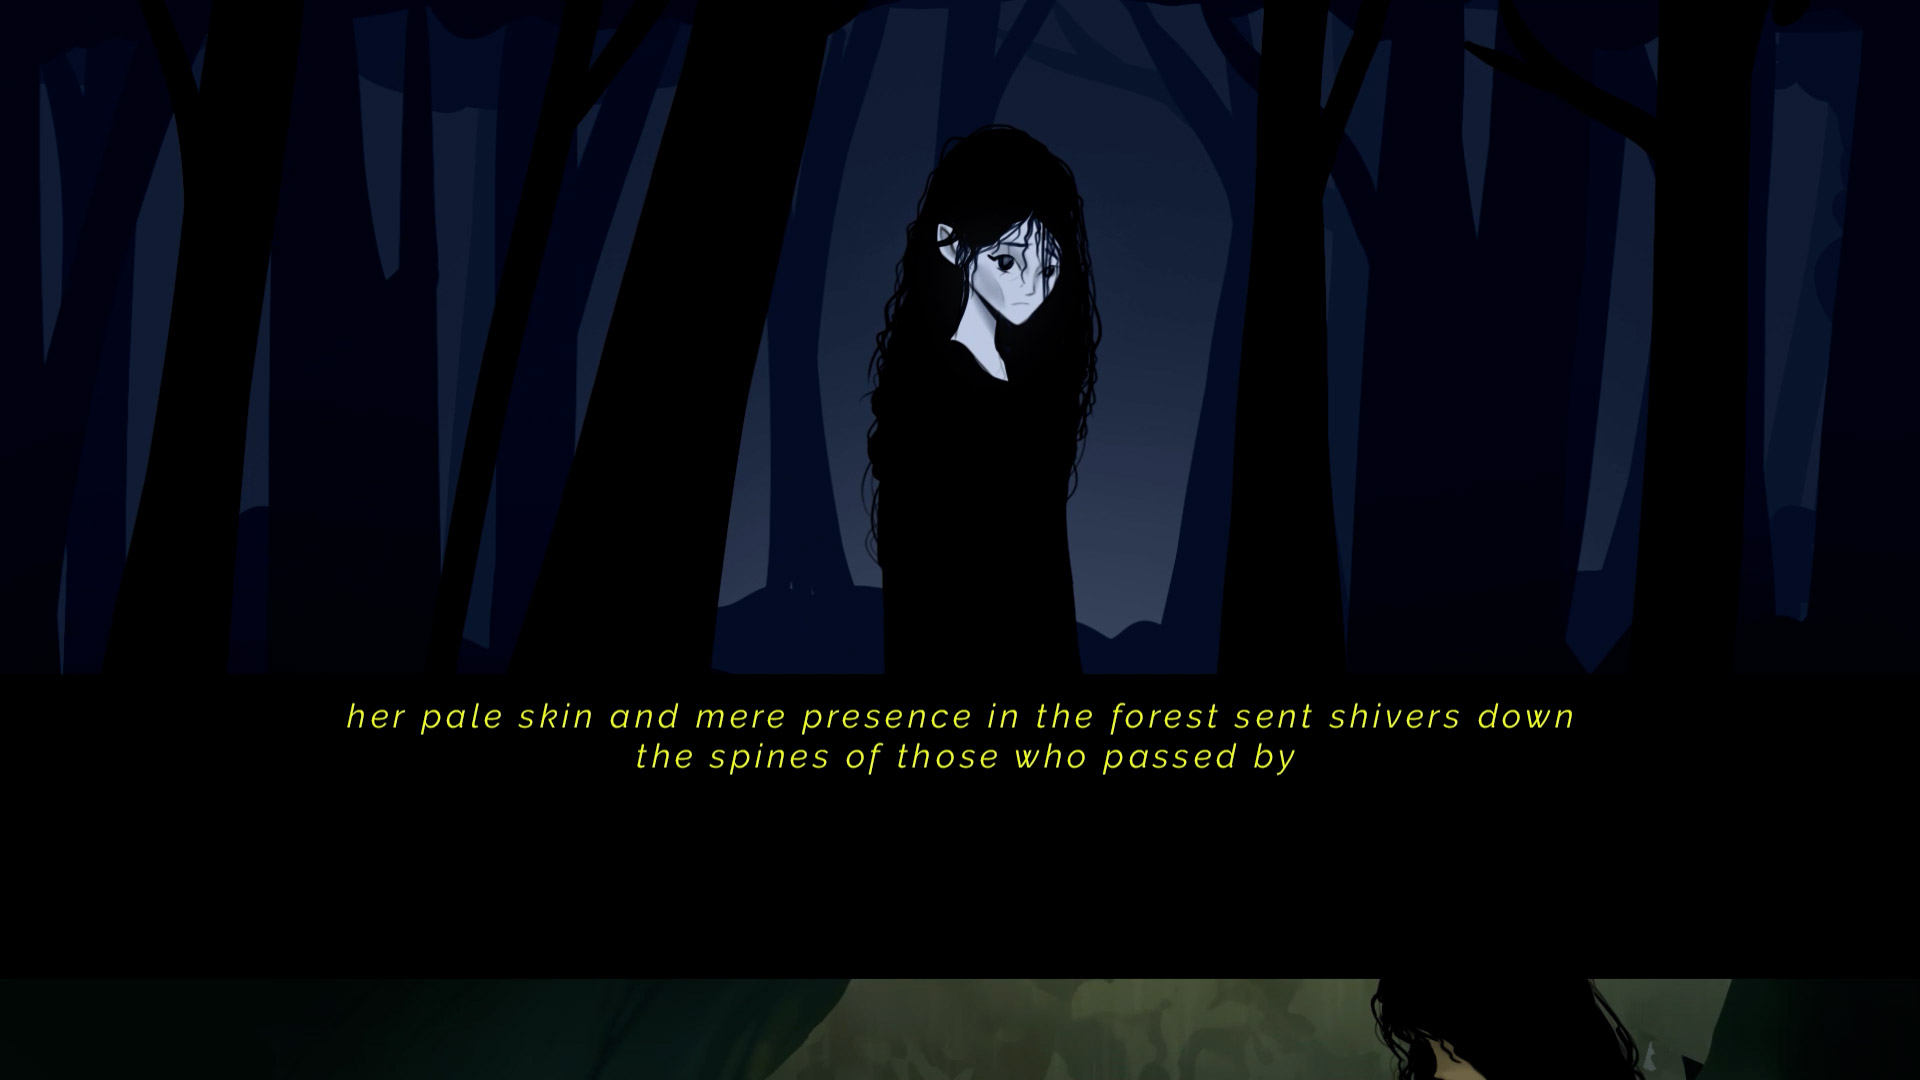 her pale skin and mere presence in the forest sent shivers down
the spines of those who passed by